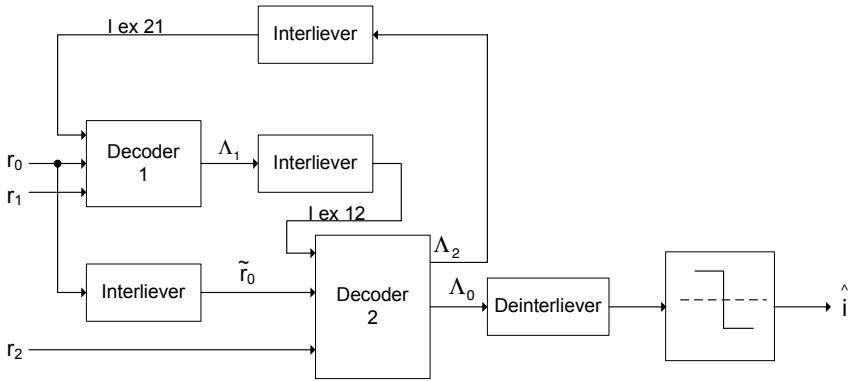 I ex 21
Interliever
r₀
r₁
Decoder
1
Λ₁
Interliever
I ex 12
Interliever
r̃₀
r₂
Decoder
2
Λ₂
Λ₀
Deinterliever
î